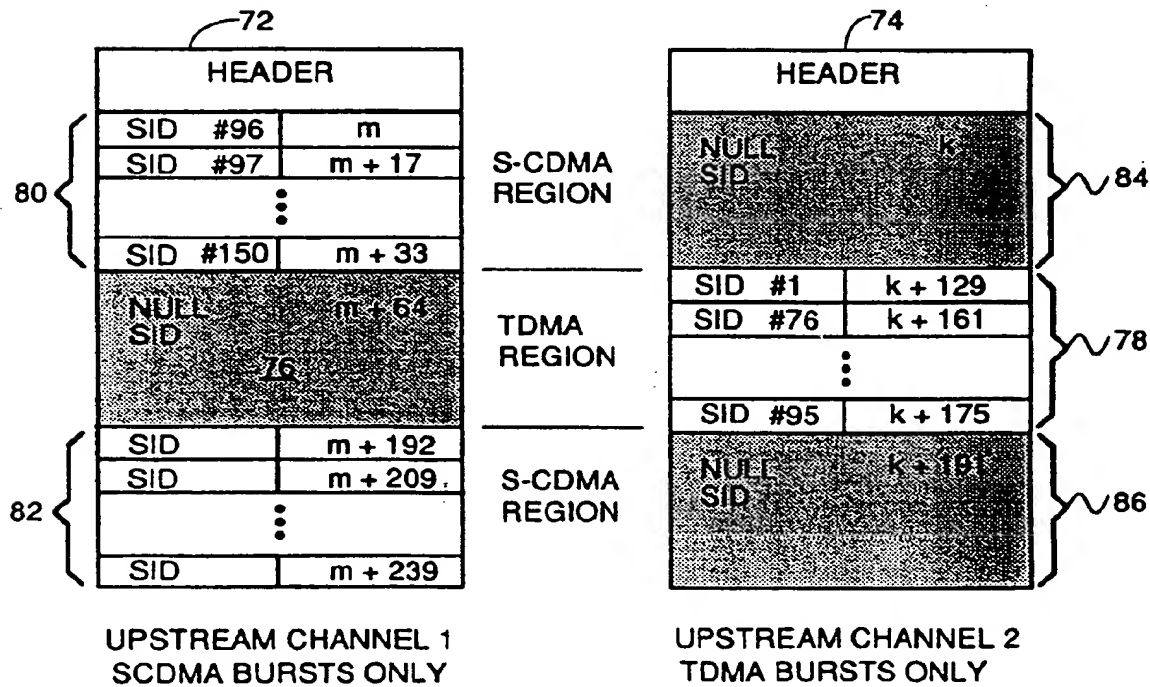 72
HEADER
SID #96 m
SID #97 m + 17
SID #150 m + 33
80
NULL SID m + 64
76
SID m + 192
SID m + 209
SID m + 239
82
UPSTREAM CHANNEL 1
SCDMA BURSTS ONLY
S-CDMA
REGION
TDMA
REGION
S-CDMA
REGION
74
HEADER
NULL SID k
84
SID #1 k + 129
SID #76 k + 161
SID #95 k + 175
78
NULL SID k + 191
86
UPSTREAM CHANNEL 2
TDMA BURSTS ONLY